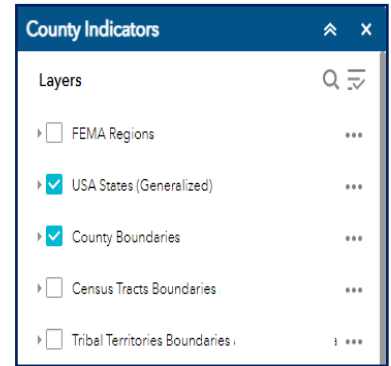 County Indicators
Layers
FEMA Regions
USA States (Generalized)
County Boundaries
Census Tracts Boundaries
Tribal Territories Boundaries